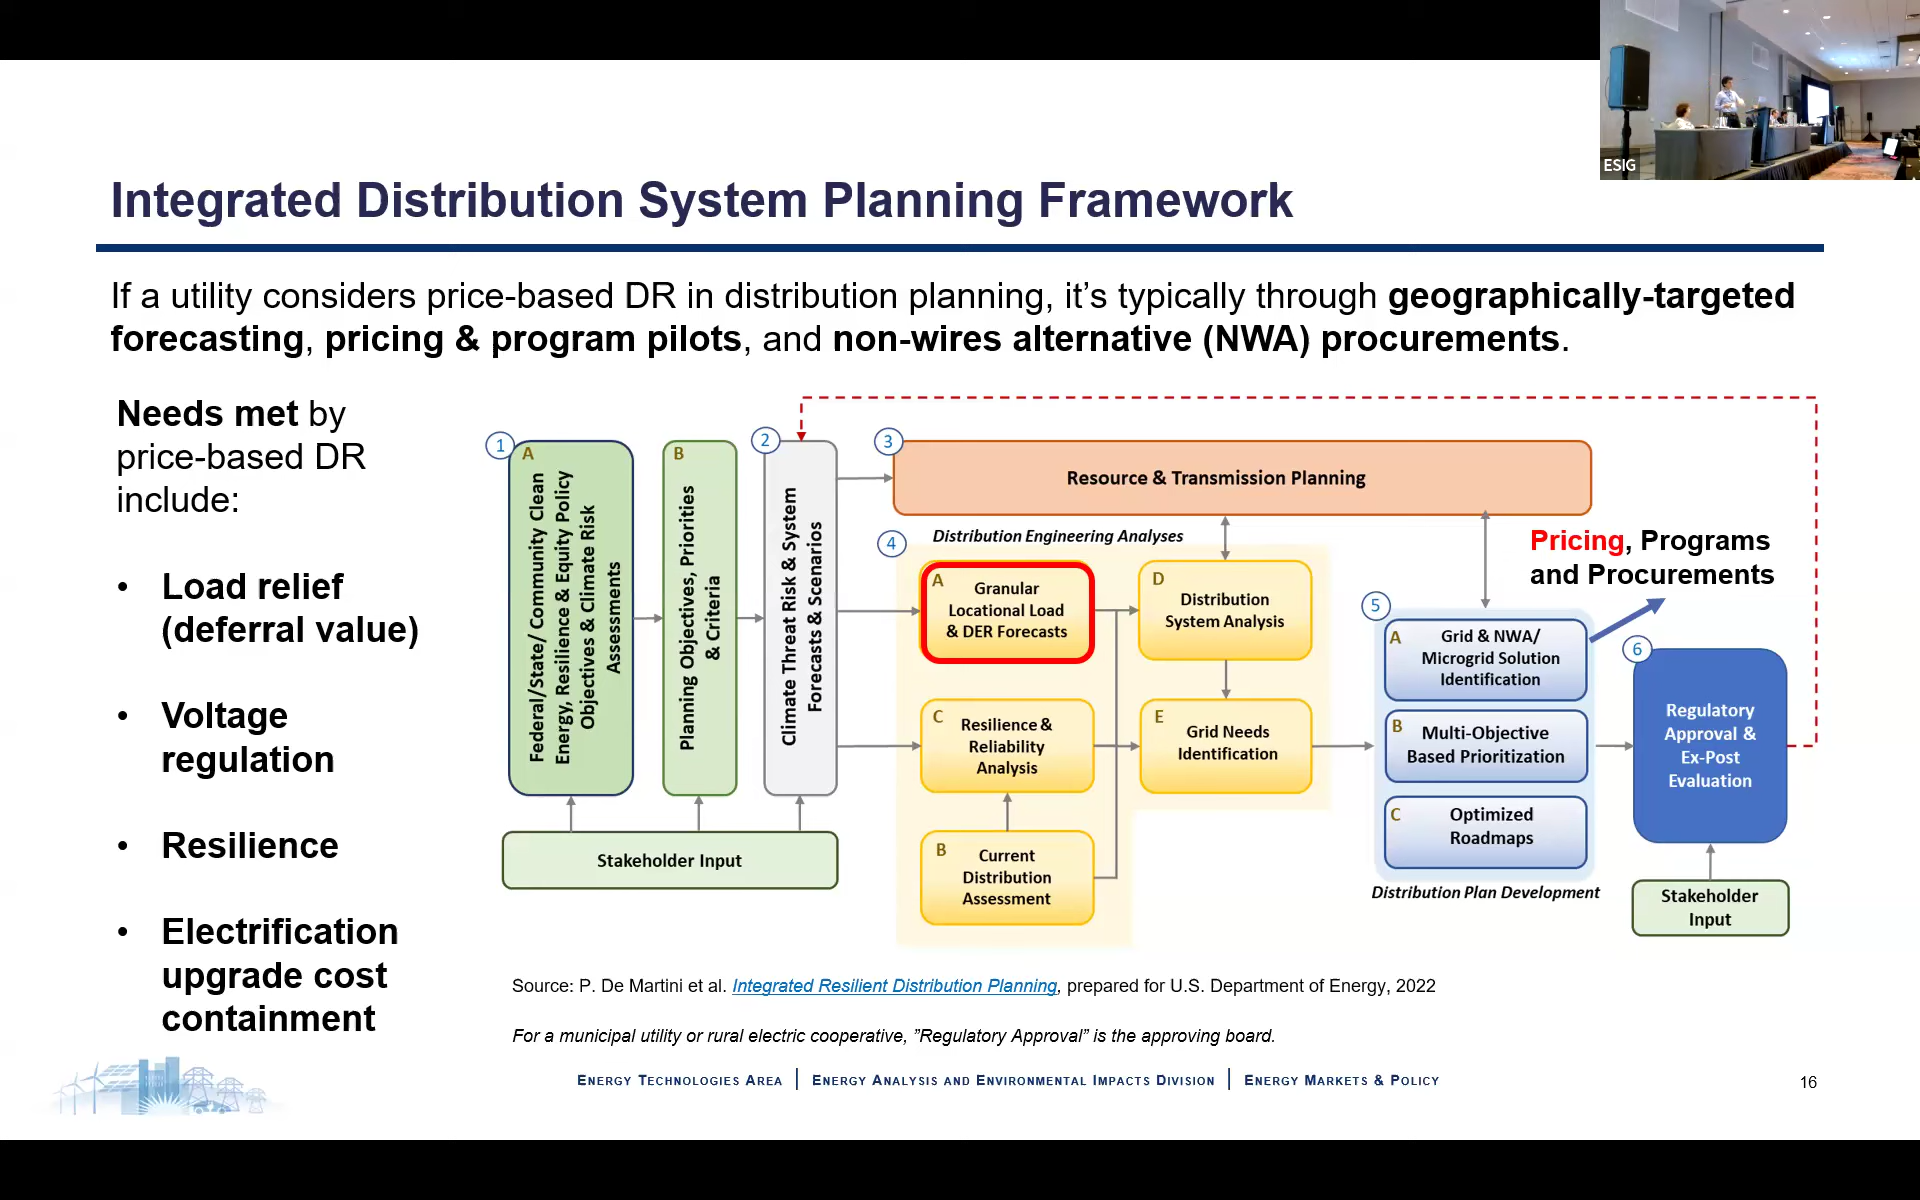 ESIG
Integrated Distribution System Planning Framework
If a utility considers price-based DR in distribution planning, it’s typically through geographically-targeted
forecasting, pricing & program pilots, and non-wires alternative (NWA) procurements.
Needs met by
price-based DR
include:
• Load relief
(deferral value)
• Voltage
regulation
• Resilience
• Electrification
upgrade cost
containment
1
A
Federal/State/ Community Clean
Energy, Resilience & Equity Policy
Objectives & Climate Risk
Assessments
B
Planning Objectives, Priorities
& Criteria
2
Climate Threat Risk & System
Forecasts & Scenarios
Stakeholder Input
3
Resource & Transmission Planning
4
Distribution Engineering Analyses
A
Granular
Locational Load
& DER Forecasts
C
Resilience &
Reliability
Analysis
B
Current
Distribution
Assessment
D
Distribution
System Analysis
E
Grid Needs
Identification
Pricing, Programs
and Procurements
5
A
Grid & NWA/
Microgrid Solution
Identification
B
Multi-Objective
Based Prioritization
C
Optimized
Roadmaps
Distribution Plan Development
6
Regulatory
Approval &
Ex-Post
Evaluation
Stakeholder
Input
Source: P. De Martini et al. Integrated Resilient Distribution Planning, prepared for U.S. Department of Energy, 2022
For a municipal utility or rural electric cooperative, ”Regulatory Approval” is the approving board.
ENERGY TECHNOLOGIES AREA | ENERGY ANALYSIS AND ENVIRONMENTAL IMPACTS DIVISION | ENERGY MARKETS & POLICY
16